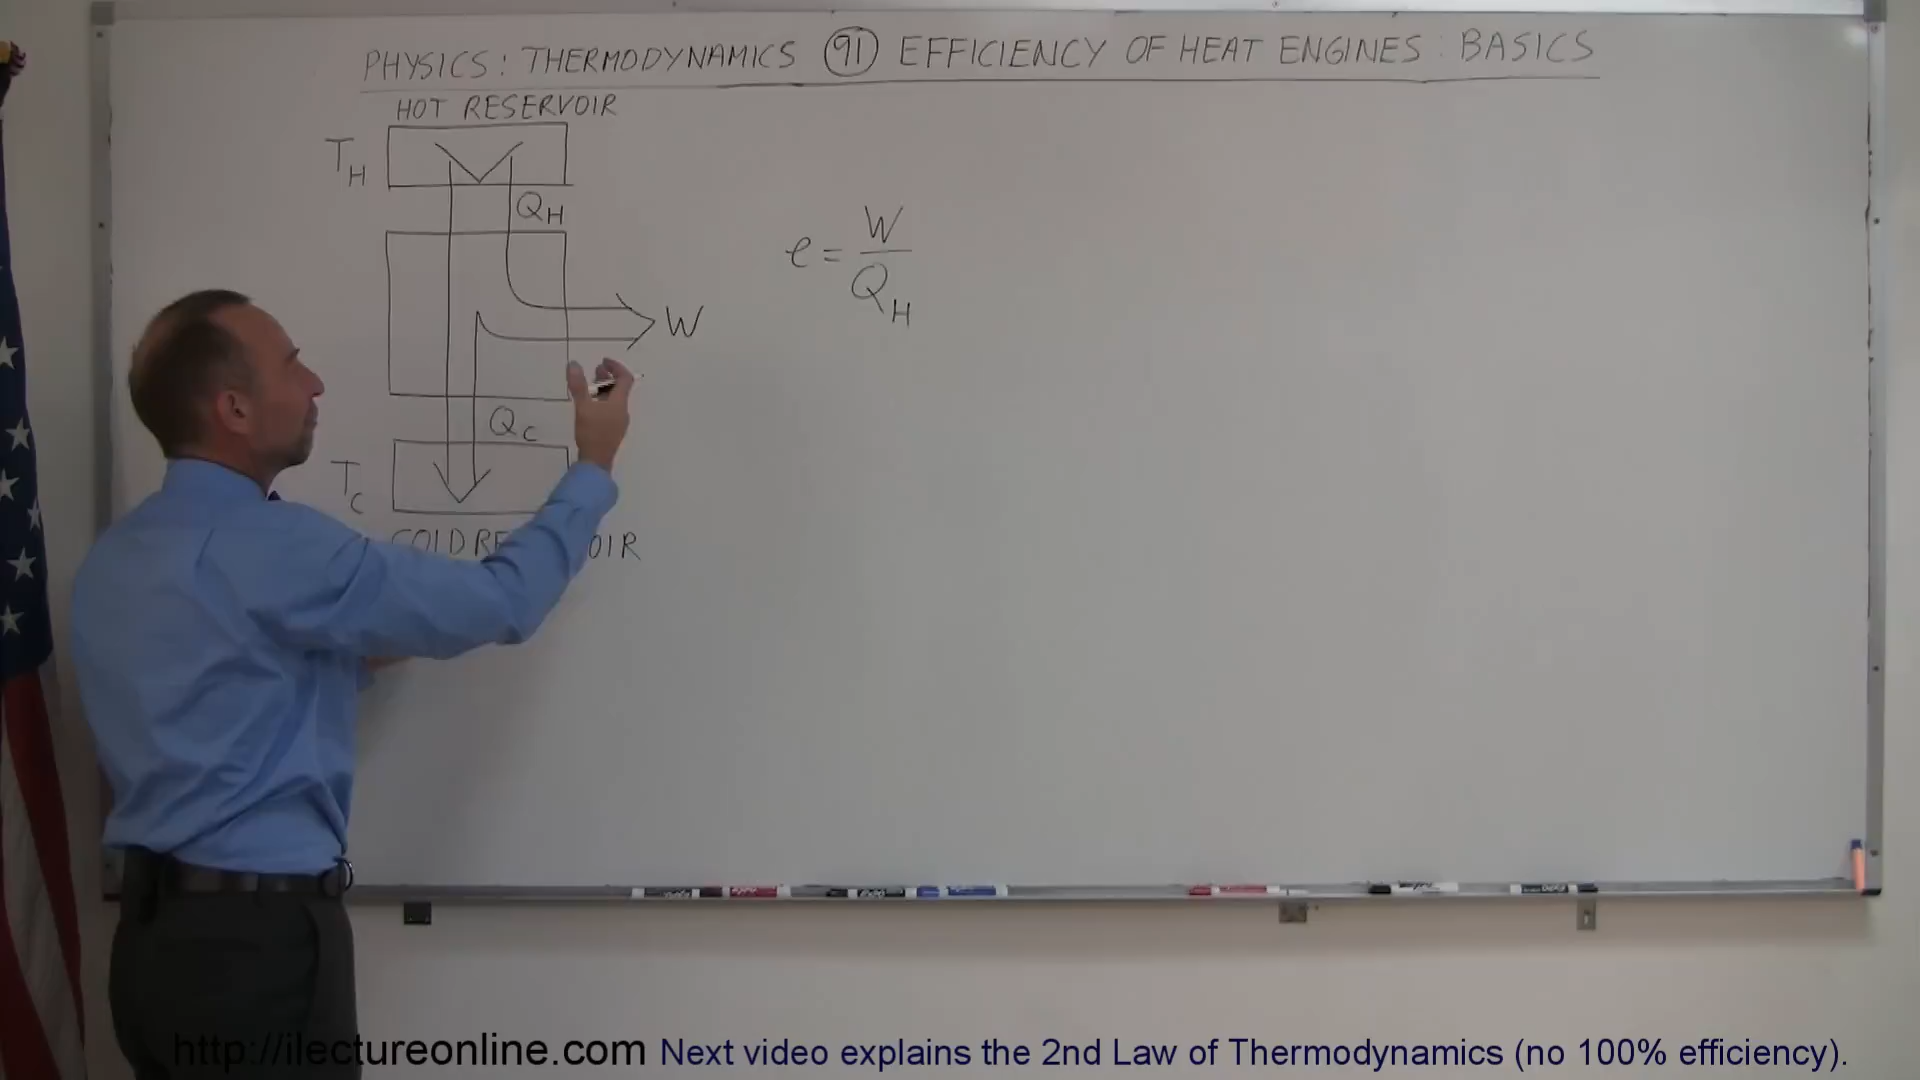 PHYSICS: THERMODYNAMICS 91 EFFICIENCY OF HEAT ENGINES: BASICS
HOT RESERVOIR
T_H
Q_H
e = W / Q_H
W
Q_C
T_C
COLD
http://ilectureonline.com Next video explains the 2nd Law of Thermodynamics (no 100% efficiency).